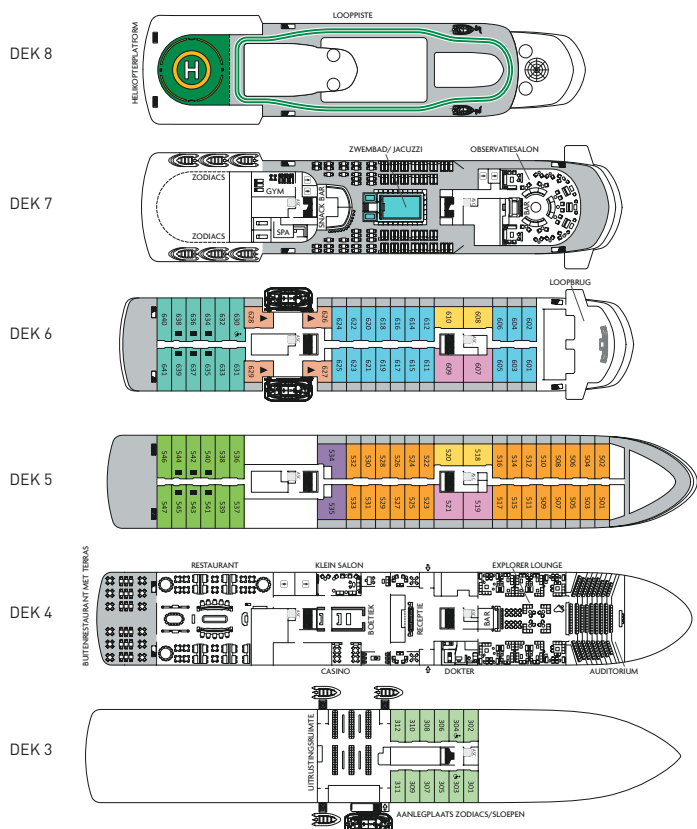 DEK 8
LOOPPISTE
HELIKOPTERPLATFORM
H
DEK 7
ZWEMBAD/ JACUZZI
OBSERVATIESALON
ZODIACS
GYM
SNACK BAR
BAR
SPA
ZODIACS
DEK 6
LOOPBRUG
640 638 636 634 632 630 628 626 624 622 620 618 616 614 612 610 608 606 604 602
641 639 637 635 633 631 629 627 625 623 621 619 617 615 611 609 607 605 603 601
DEK 5
546 544 542 540 538 536 534 532 530 528 526 524 522 520 518 516 514 512 510 508 506 504 502
547 545 543 541 539 537 535 533 531 529 527 525 523 521 519 517 515 511 509 507 505 503 501
DEK 4
BUITENRESTAURANT MET TERRAS
RESTAURANT
KLEIN SALON
EXPLORER LOUNGE
BOETIEK
RECEPTIE
BAR
CASINO
DOKTER
AUDITORIUM
DEK 3
UITRUSTINGSRUIMTE
312 310 308 306 304 302
311 309 307 305 303 301
AANLEGPLAATS ZODIACS/SLOEPEN